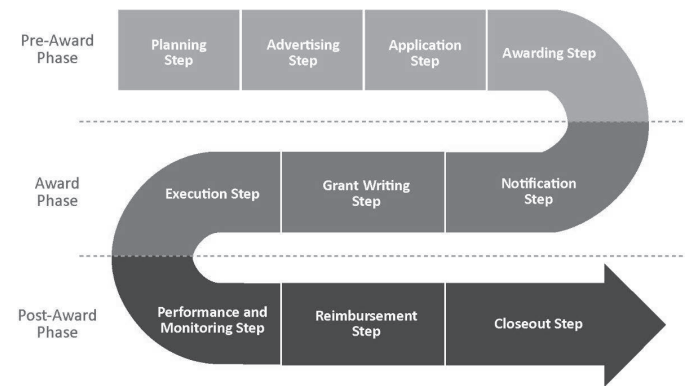 Pre-Award
Phase
Planning
Step
Advertising
Step
Application
Step
Awarding Step
Award
Phase
Execution Step
Grant Writing
Step
Notification
Step
Post-Award
Phase
Performance and
Monitoring Step
Reimbursement
Step
Closeout Step